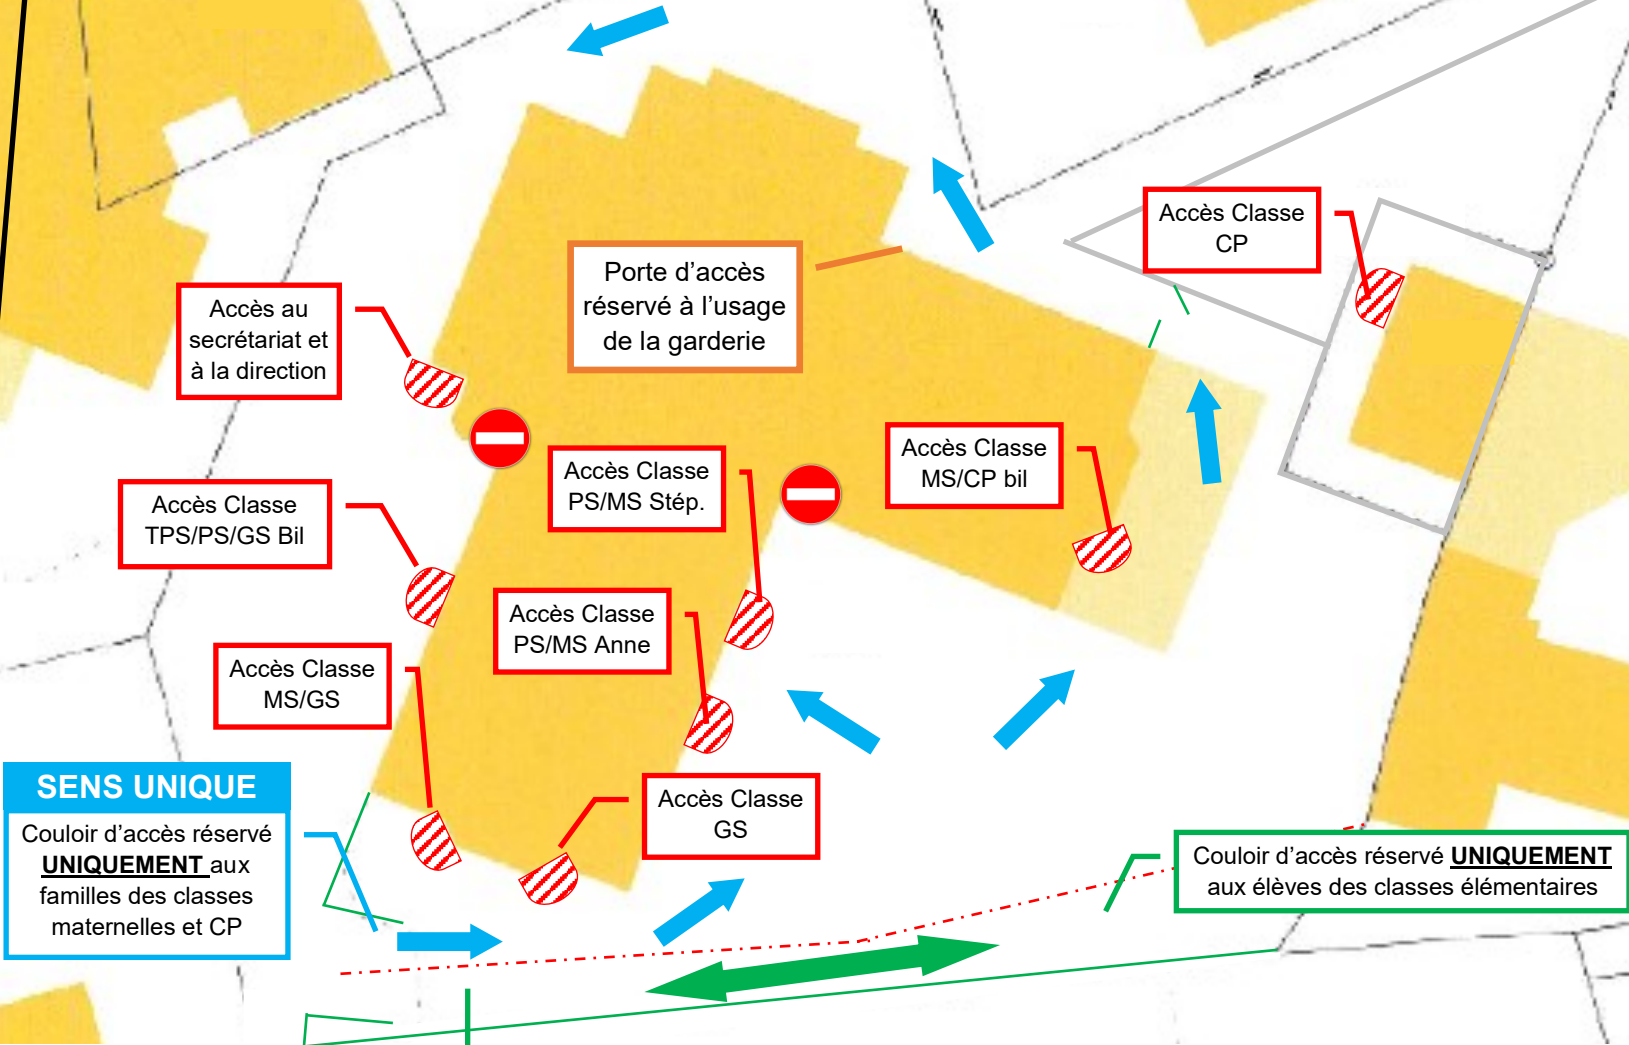 Accès Classe
CP
Porte d’accès
réservé à l’usage
de la garderie
Accès au
secrétariat et
à la direction
Accès Classe
MS/CP bil
Accès Classe
PS/MS Stép.
Accès Classe
TPS/PS/GS Bil
Accès Classe
PS/MS Anne
Accès Classe
MS/GS
Accès Classe
GS
SENS UNIQUE
Couloir d’accès réservé
UNIQUEMENT aux
familles des classes
maternelles et CP
Couloir d’accès réservé UNIQUEMENT
aux élèves des classes élémentaires